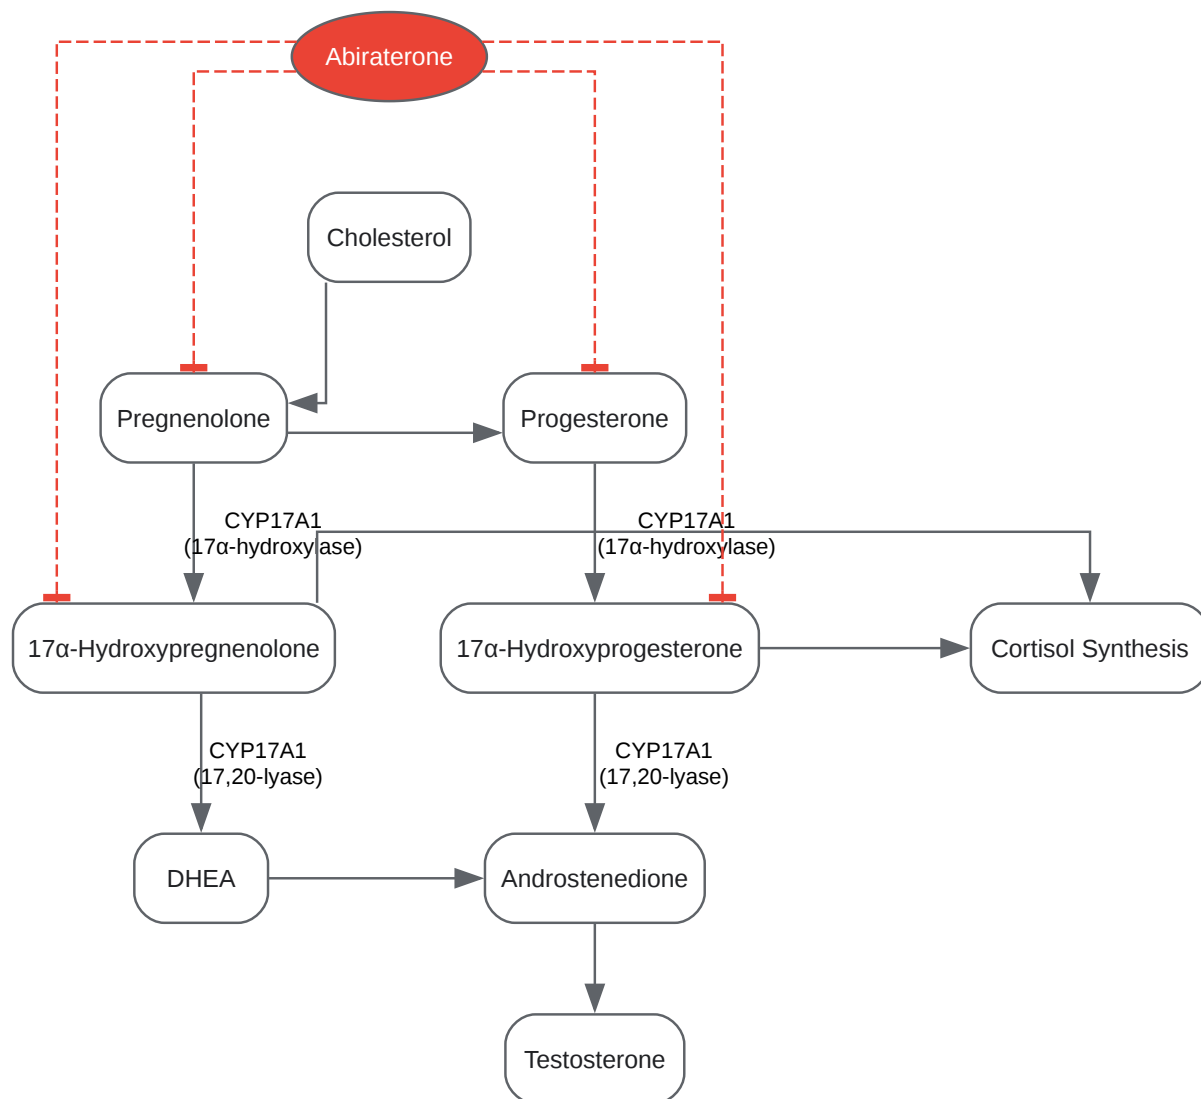 Abiraterone
Cholesterol
Pregnenolone
Progesterone
CYP17A1
(17α-hydroxylase)
CYP17A1
(17α-hydroxylase)
17α-Hydroxypregnenolone
17α-Hydroxyprogesterone
Cortisol Synthesis
CYP17A1
(17,20-lyase)
CYP17A1
(17,20-lyase)
DHEA
Androstenedione
Testosterone